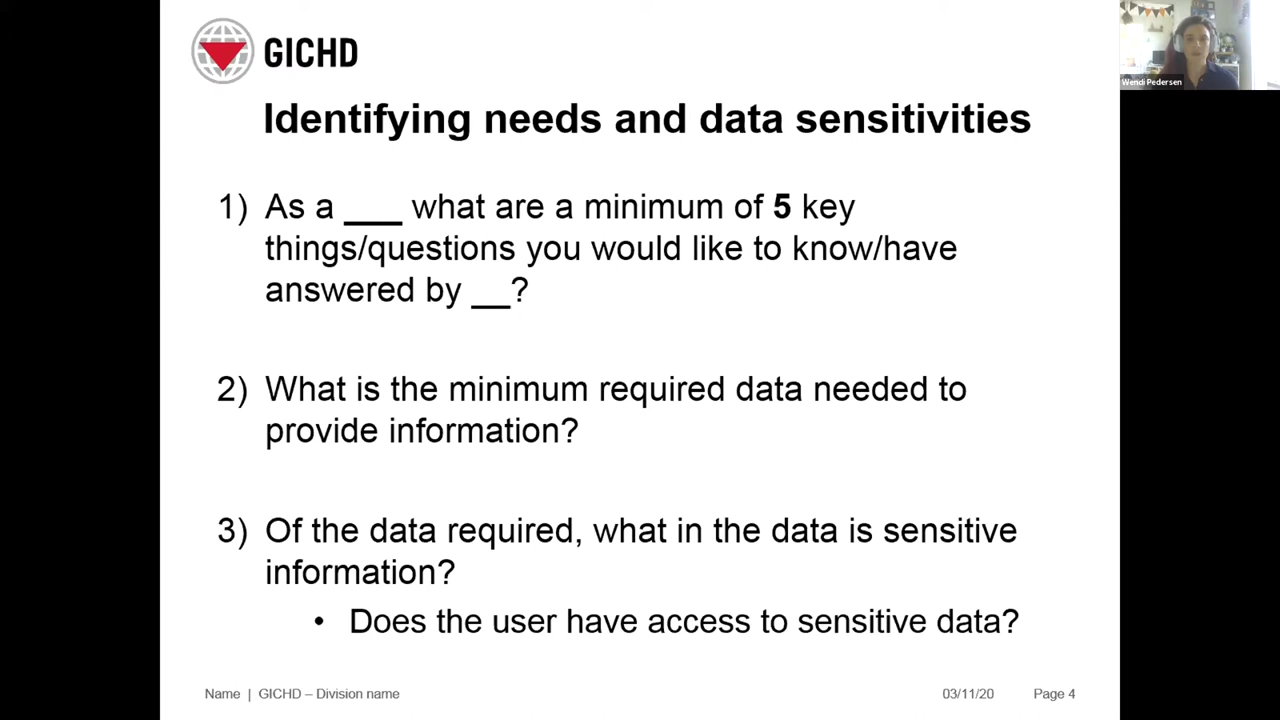 GICHD
Wendi Pedersen
Identifying needs and data sensitivities
1) As a ___ what are a minimum of 5 key
things/questions you would like to know/have
answered by __?
2) What is the minimum required data needed to
provide information?
3) Of the data required, what in the data is sensitive
information?
• Does the user have access to sensitive data?
Name | GICHD – Division name 03/11/20 Page 4